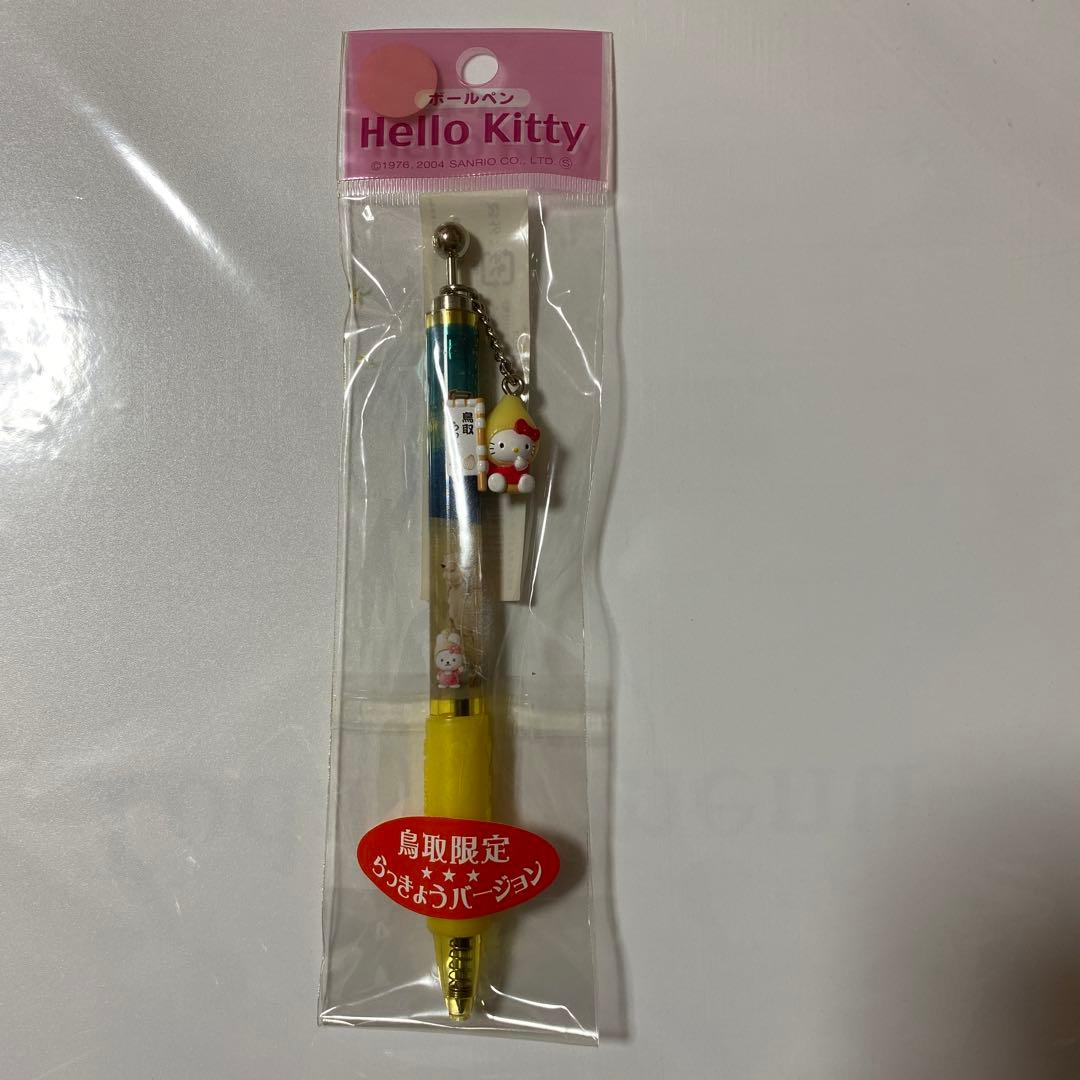 ボールペン
Hello Kitty
©1976, 2004 SANRIO CO., LTD. Ⓢ
鳥取
鳥取限定
★★★
らっきょうバージョン